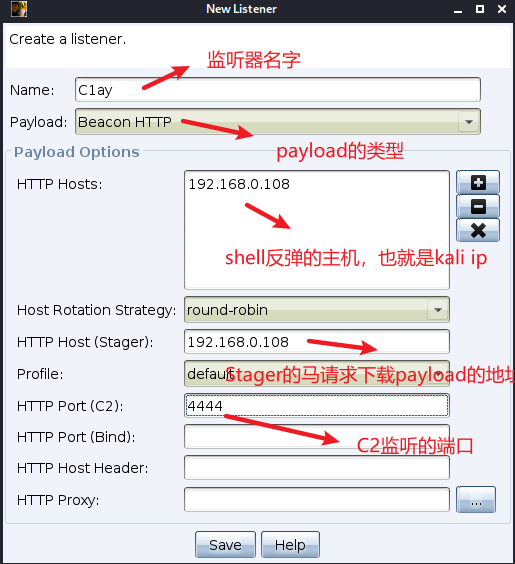 New Listener
Create a listener.
监听器名字
Name: C1ay
Payload: Beacon HTTP
payload的类型
Payload Options
HTTP Hosts: 192.168.0.108
shell反弹的主机，也就是kali ip
Host Rotation Strategy: round-robin
HTTP Host (Stager): 192.168.0.108
Profile: default
Stager的马请求下载payload的地址
HTTP Port (C2): 4444
HTTP Port (Bind):
C2监听的端口
HTTP Host Header:
HTTP Proxy: ...
Save Help